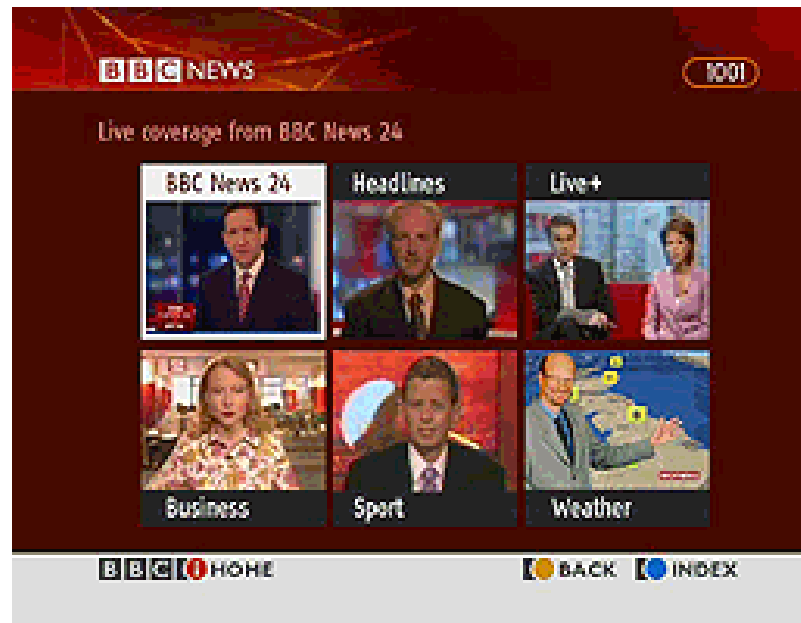 BBC NEWS 1001
Live coverage from BBC News 24
BBC News 24 Headlines Live+
Business Sport Weather
BBCi HOME BACK INDEX